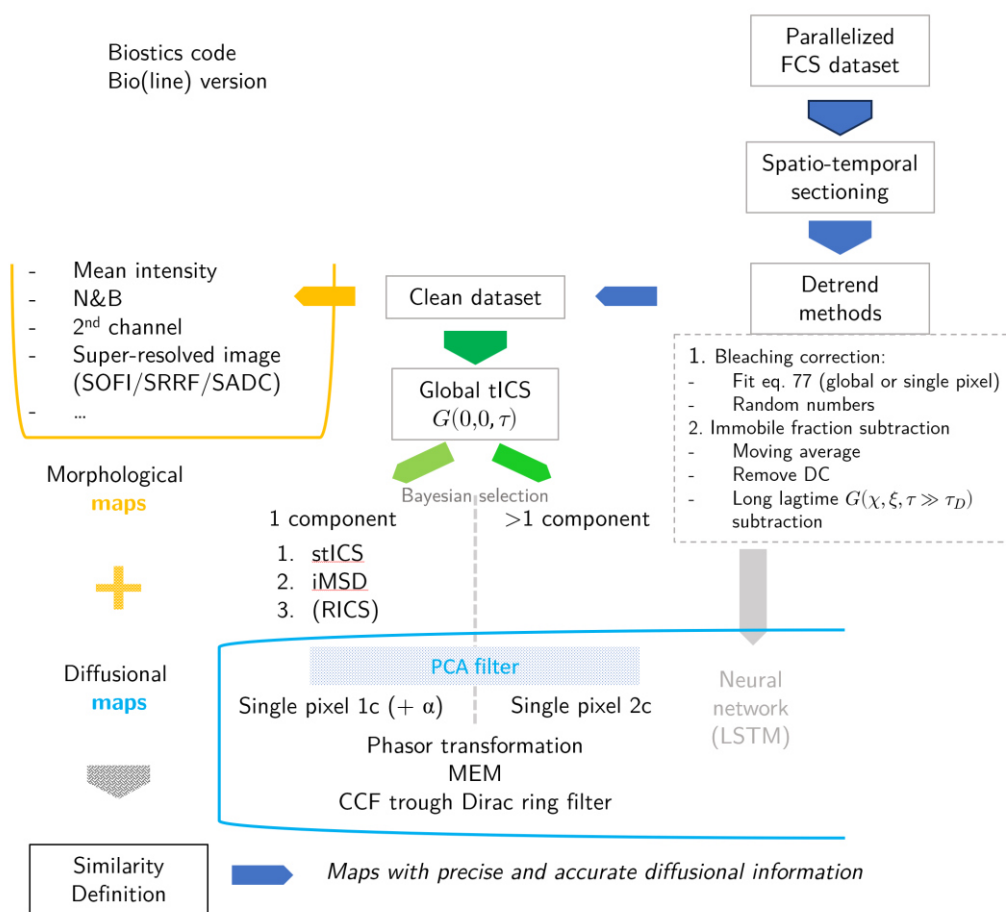 Biostics code
Bio(line) version
Parallelized
FCS dataset
Spatio-temporal
sectioning
Detrend
methods
1. Bleaching correction:
- Fit eq. 77 (global or single pixel)
- Random numbers
2. Immobile fraction subtraction
- Moving average
- Remove DC
- Long lagtime G(χ, ξ, τ ≫ τ_D)
subtraction
Clean dataset
- Mean intensity
- N&B
- 2nd channel
- Super-resolved image
(SOFI/SRRF/SADC)
- ...
Global tICS
G(0,0, τ)
Bayesian selection
1 component
>1 component
1. stICS
2. iMSD
3. (RICS)
Morphological
maps
+
Diffusional
maps
PCA filter
Single pixel 1c (+ α)
Single pixel 2c
Phasor transformation
MEM
CCF trough Dirac ring filter
Neural
network
(LSTM)
Similarity
Definition
Maps with precise and accurate diffusional information